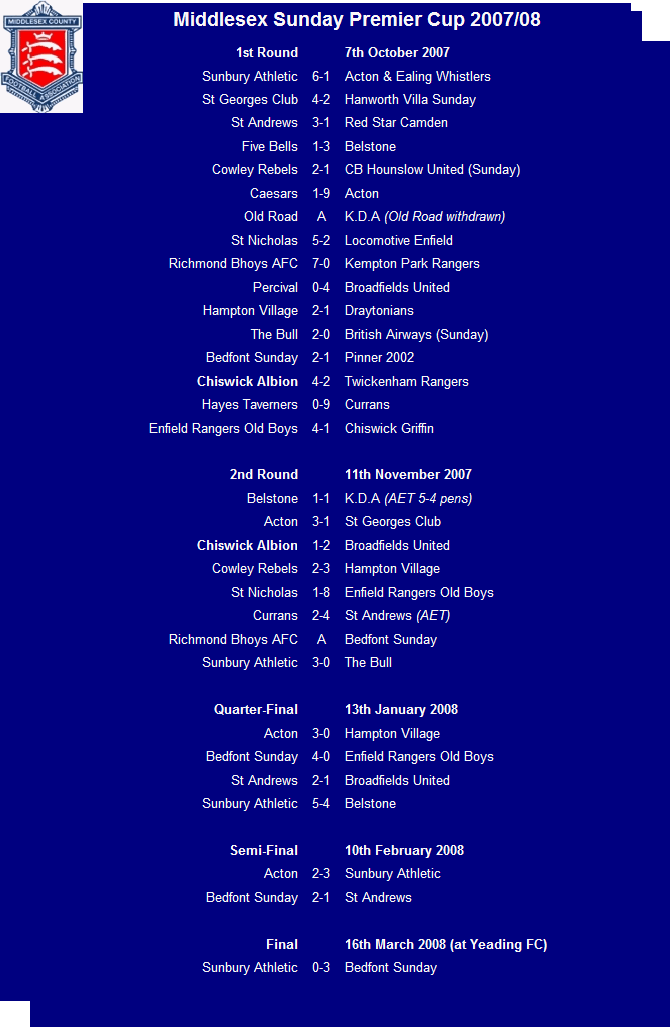 MIDDLESEX COUNTY
FOOTBALL ASSOCIATION
Middlesex Sunday Premier Cup 2007/08
1st Round 7th October 2007
Sunbury Athletic 6-1 Acton & Ealing Whistlers
St Georges Club 4-2 Hanworth Villa Sunday
St Andrews 3-1 Red Star Camden
Five Bells 1-3 Belstone
Cowley Rebels 2-1 CB Hounslow United (Sunday)
Caesars 1-9 Acton
Old Road A K.D.A (Old Road withdrawn)
St Nicholas 5-2 Locomotive Enfield
Richmond Bhoys AFC 7-0 Kempton Park Rangers
Percival 0-4 Broadfields United
Hampton Village 2-1 Draytonians
The Bull 2-0 British Airways (Sunday)
Bedfont Sunday 2-1 Pinner 2002
Chiswick Albion 4-2 Twickenham Rangers
Hayes Taverners 0-9 Currans
Enfield Rangers Old Boys 4-1 Chiswick Griffin
2nd Round 11th November 2007
Belstone 1-1 K.D.A (AET 5-4 pens)
Acton 3-1 St Georges Club
Chiswick Albion 1-2 Broadfields United
Cowley Rebels 2-3 Hampton Village
St Nicholas 1-8 Enfield Rangers Old Boys
Currans 2-4 St Andrews (AET)
Richmond Bhoys AFC A Bedfont Sunday
Sunbury Athletic 3-0 The Bull
Quarter-Final 13th January 2008
Acton 3-0 Hampton Village
Bedfont Sunday 4-0 Enfield Rangers Old Boys
St Andrews 2-1 Broadfields United
Sunbury Athletic 5-4 Belstone
Semi-Final 10th February 2008
Acton 2-3 Sunbury Athletic
Bedfont Sunday 2-1 St Andrews
Final 16th March 2008 (at Yeading FC)
Sunbury Athletic 0-3 Bedfont Sunday